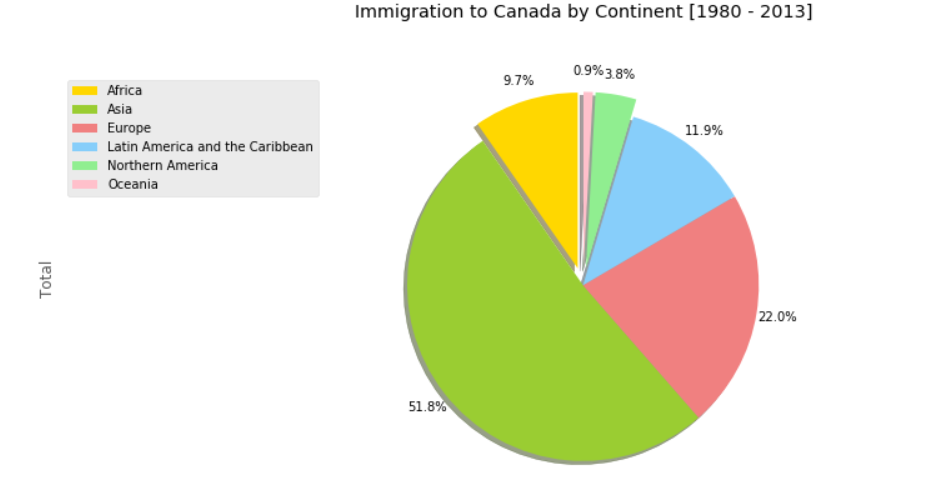 Immigration to Canada by Continent [1980 - 2013]
Africa
Asia
Europe
Latin America and the Caribbean
Northern America
Oceania
Total
9.7%
0.9%
3.8%
11.9%
22.0%
51.8%